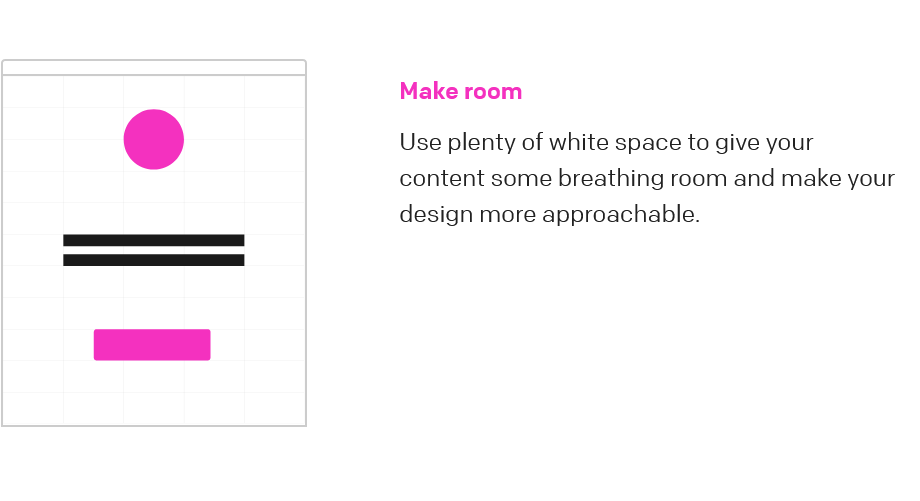 Make room
Use plenty of white space to give your
content some breathing room and make your
design more approachable.